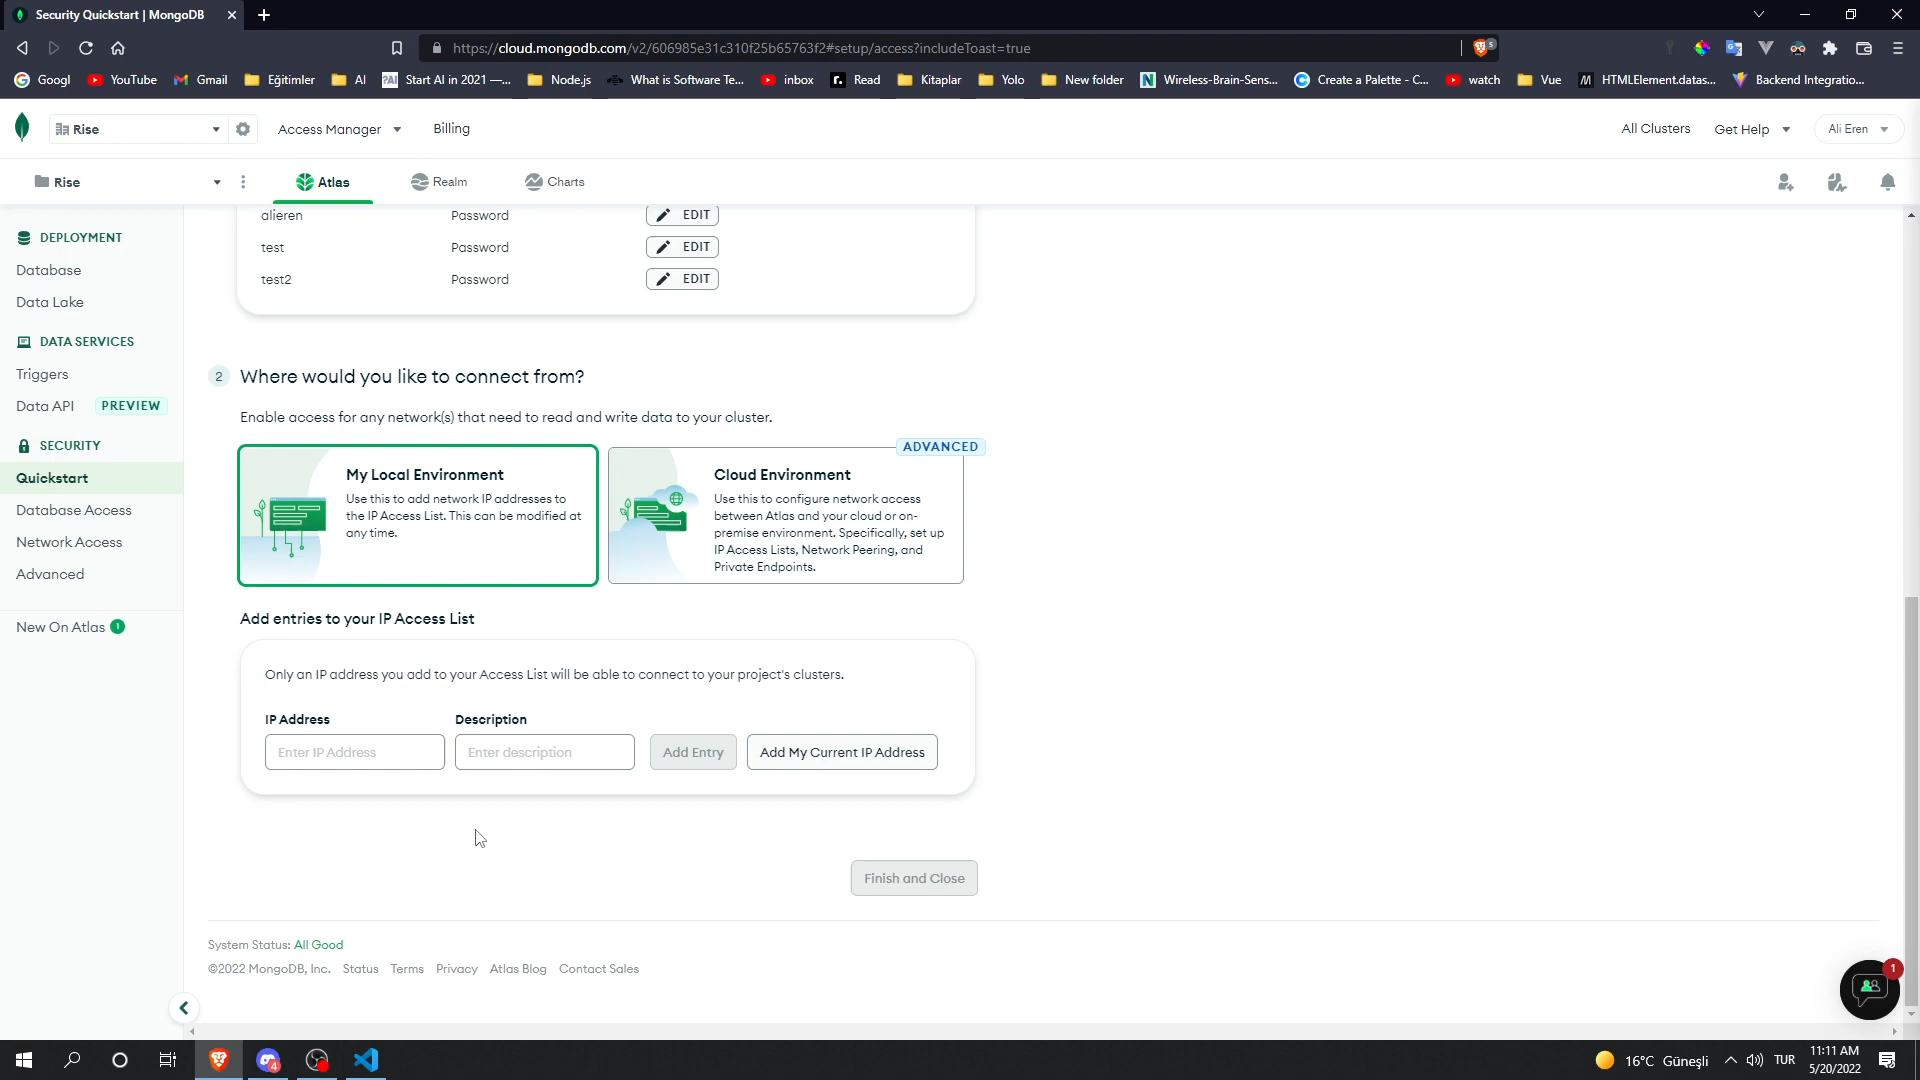 Security Quickstart | MongoDB
https://cloud.mongodb.com/v2/606985e31c310f25b65763f2#setup/access?includeToast=true
5
Googl
YouTube
Gmail
Eğitimler
AI
Start AI in 2021 —...
Node.js
What is Software Te...
inbox
Read
Kitaplar
Yolo
New folder
Wireless-Brain-Sens...
Create a Palette - C...
watch
Vue
HTMLElement.datas...
Backend Integratio...
Rise
Access Manager
Billing
All Clusters
Get Help
Ali Eren
Rise
Atlas
Realm
Charts
DEPLOYMENT
Database
Data Lake
DATA SERVICES
Triggers
Data API PREVIEW
SECURITY
Quickstart
Database Access
Network Access
Advanced
New On Atlas 1
alieren Password EDIT
test Password EDIT
test2 Password EDIT
2 Where would you like to connect from?
Enable access for any network(s) that need to read and write data to your cluster.
My Local Environment
Use this to add network IP addresses to
the IP Access List. This can be modified at
any time.
ADVANCED
Cloud Environment
Use this to configure network access
between Atlas and your cloud or on-
premise environment. Specifically, set up
IP Access Lists, Network Peering, and
Private Endpoints.
Add entries to your IP Access List
Only an IP address you add to your Access List will be able to connect to your project's clusters.
IP Address Description
Enter IP Address Enter description Add Entry Add My Current IP Address
Finish and Close
System Status: All Good
©2022 MongoDB, Inc. Status Terms Privacy Atlas Blog Contact Sales
1
4
16°C Güneşli
TUR
11:11 AM
5/20/2022